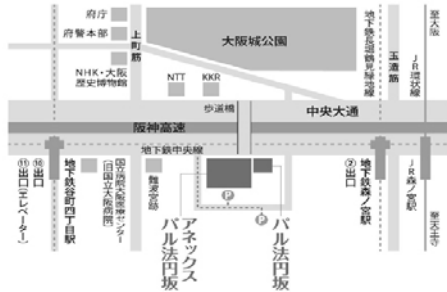 府庁
府警本部
NHK・大阪
歴史博物館
上町筋
大阪城公園
NTT
KKR
地下鉄長堀鶴見緑地線
玉造筋
JR環状線
至大阪
歩道橋
中央大通
阪神高速
地下鉄中央線
⑪出口(エレベーター)
⑩出口
地下鉄谷町四丁目駅
国立病院大阪医療センター
(旧国立大阪病院)
難波宮跡
アネックス
パル法円坂
P
P
パル法円坂
②出口
地下鉄森ノ宮駅
JR森ノ宮駅
至天王寺